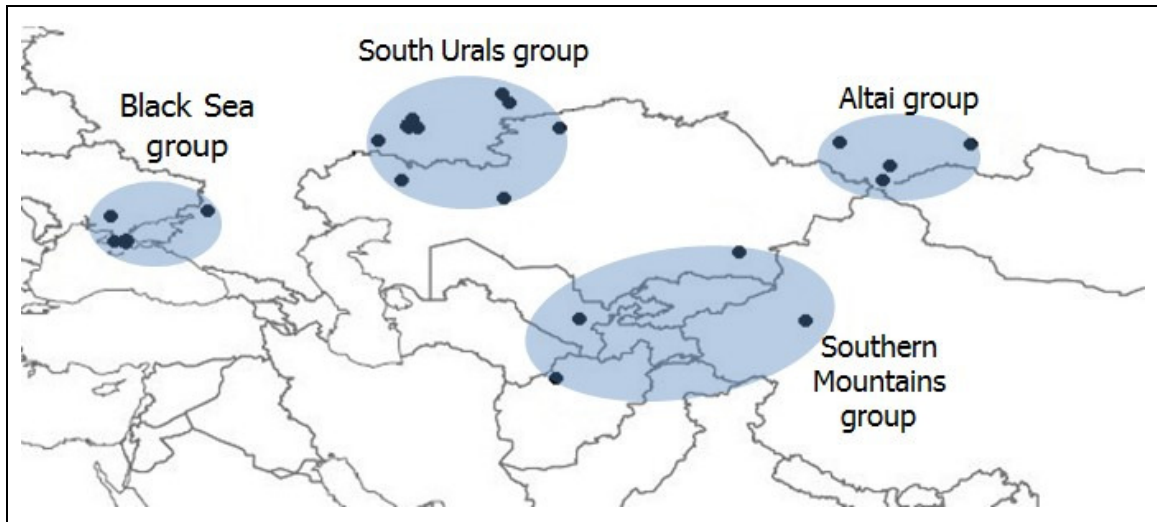 South Urals group
Black Sea
group
Altai group
Southern
Mountains
group